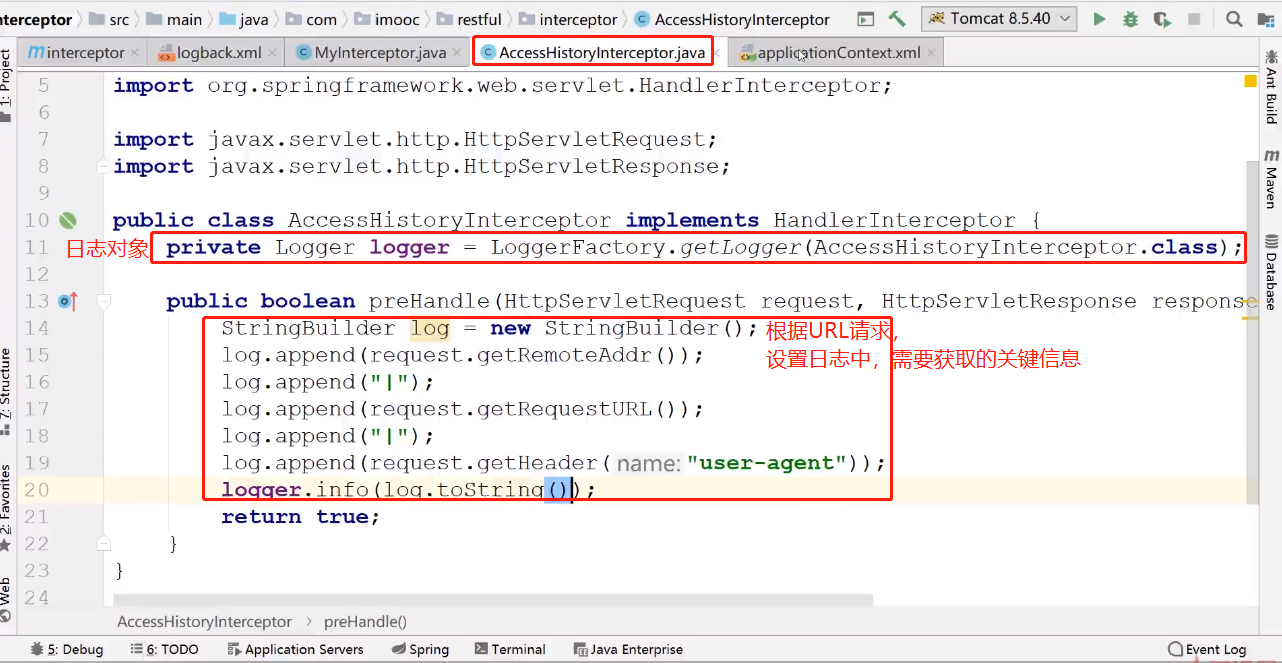 nterceptor src main java com imooc restful interceptor AccessHistoryInterceptor Tomcat 8.5.40
interceptor logback.xml MyInterceptor.java AccessHistoryInterceptor.java applicationContext.xml
1: Project
7: Structure
2: Favorites
Web
5 import org.springframework.web.servlet.HandlerInterceptor;
6
7 import javax.servlet.http.HttpServletRequest;
8 import javax.servlet.http.HttpServletResponse;
9
10 public class AccessHistoryInterceptor implements HandlerInterceptor {
日志对象
11 private Logger logger = LoggerFactory.getLogger(AccessHistoryInterceptor.class);
12
13 public boolean preHandle(HttpServletRequest request, HttpServletResponse response
14 StringBuilder log = new StringBuilder();
根据URL请求,
15 log.append(request.getRemoteAddr());
设置日志中，需要获取的关键信息
16 log.append("|");
17 log.append(request.getRequestURL());
18 log.append("|");
19 log.append(request.getHeader( name: "user-agent"));
20 logger.info(log.toString());
21 return true;
22 }
23 }
24
Ant Build
Maven
Database
AccessHistoryInterceptor preHandle()
5: Debug 6: TODO Application Servers Spring Terminal Java Enterprise Event Log